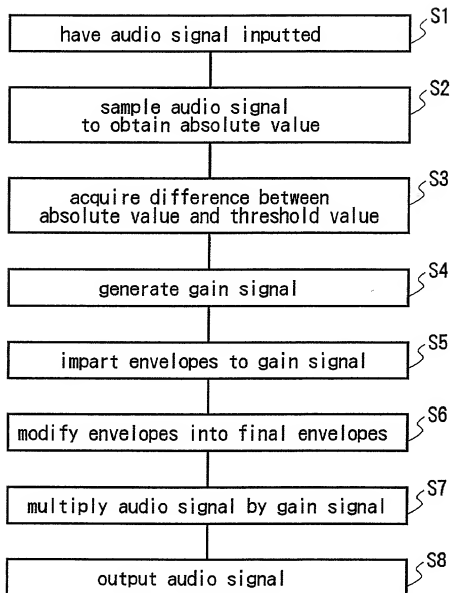 S1
have audio signal inputted
S2
sample audio signal
to obtain absolute value
S3
acquire difference between
absolute value and threshold value
S4
generate gain signal
S5
impart envelopes to gain signal
S6
modify envelopes into final envelopes
S7
multiply audio signal by gain signal
S8
output audio signal